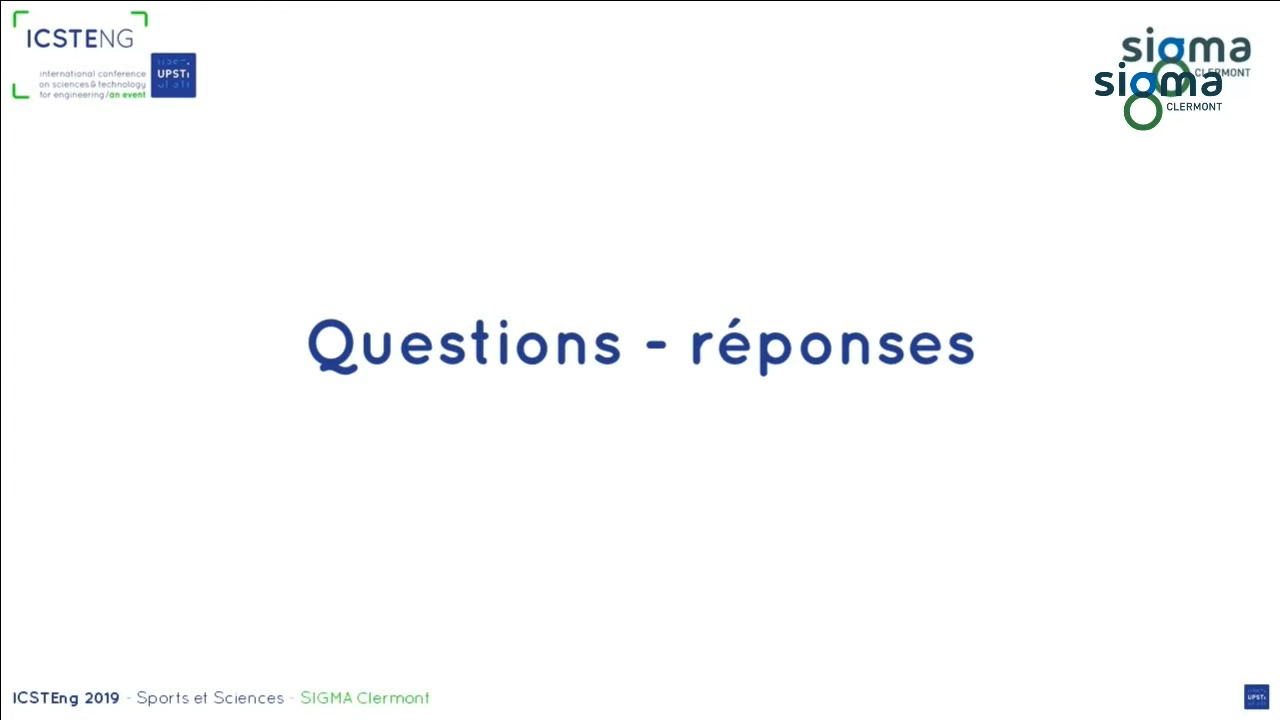 ICSTENG
international conference
on sciences & technology
for engineering/an event
UPSTI
sigma
CLERMONT
sigma
CLERMONT
Questions - réponses
ICSTEng 2019 - Sports et Sciences - SIGMA Clermont
UPSTI